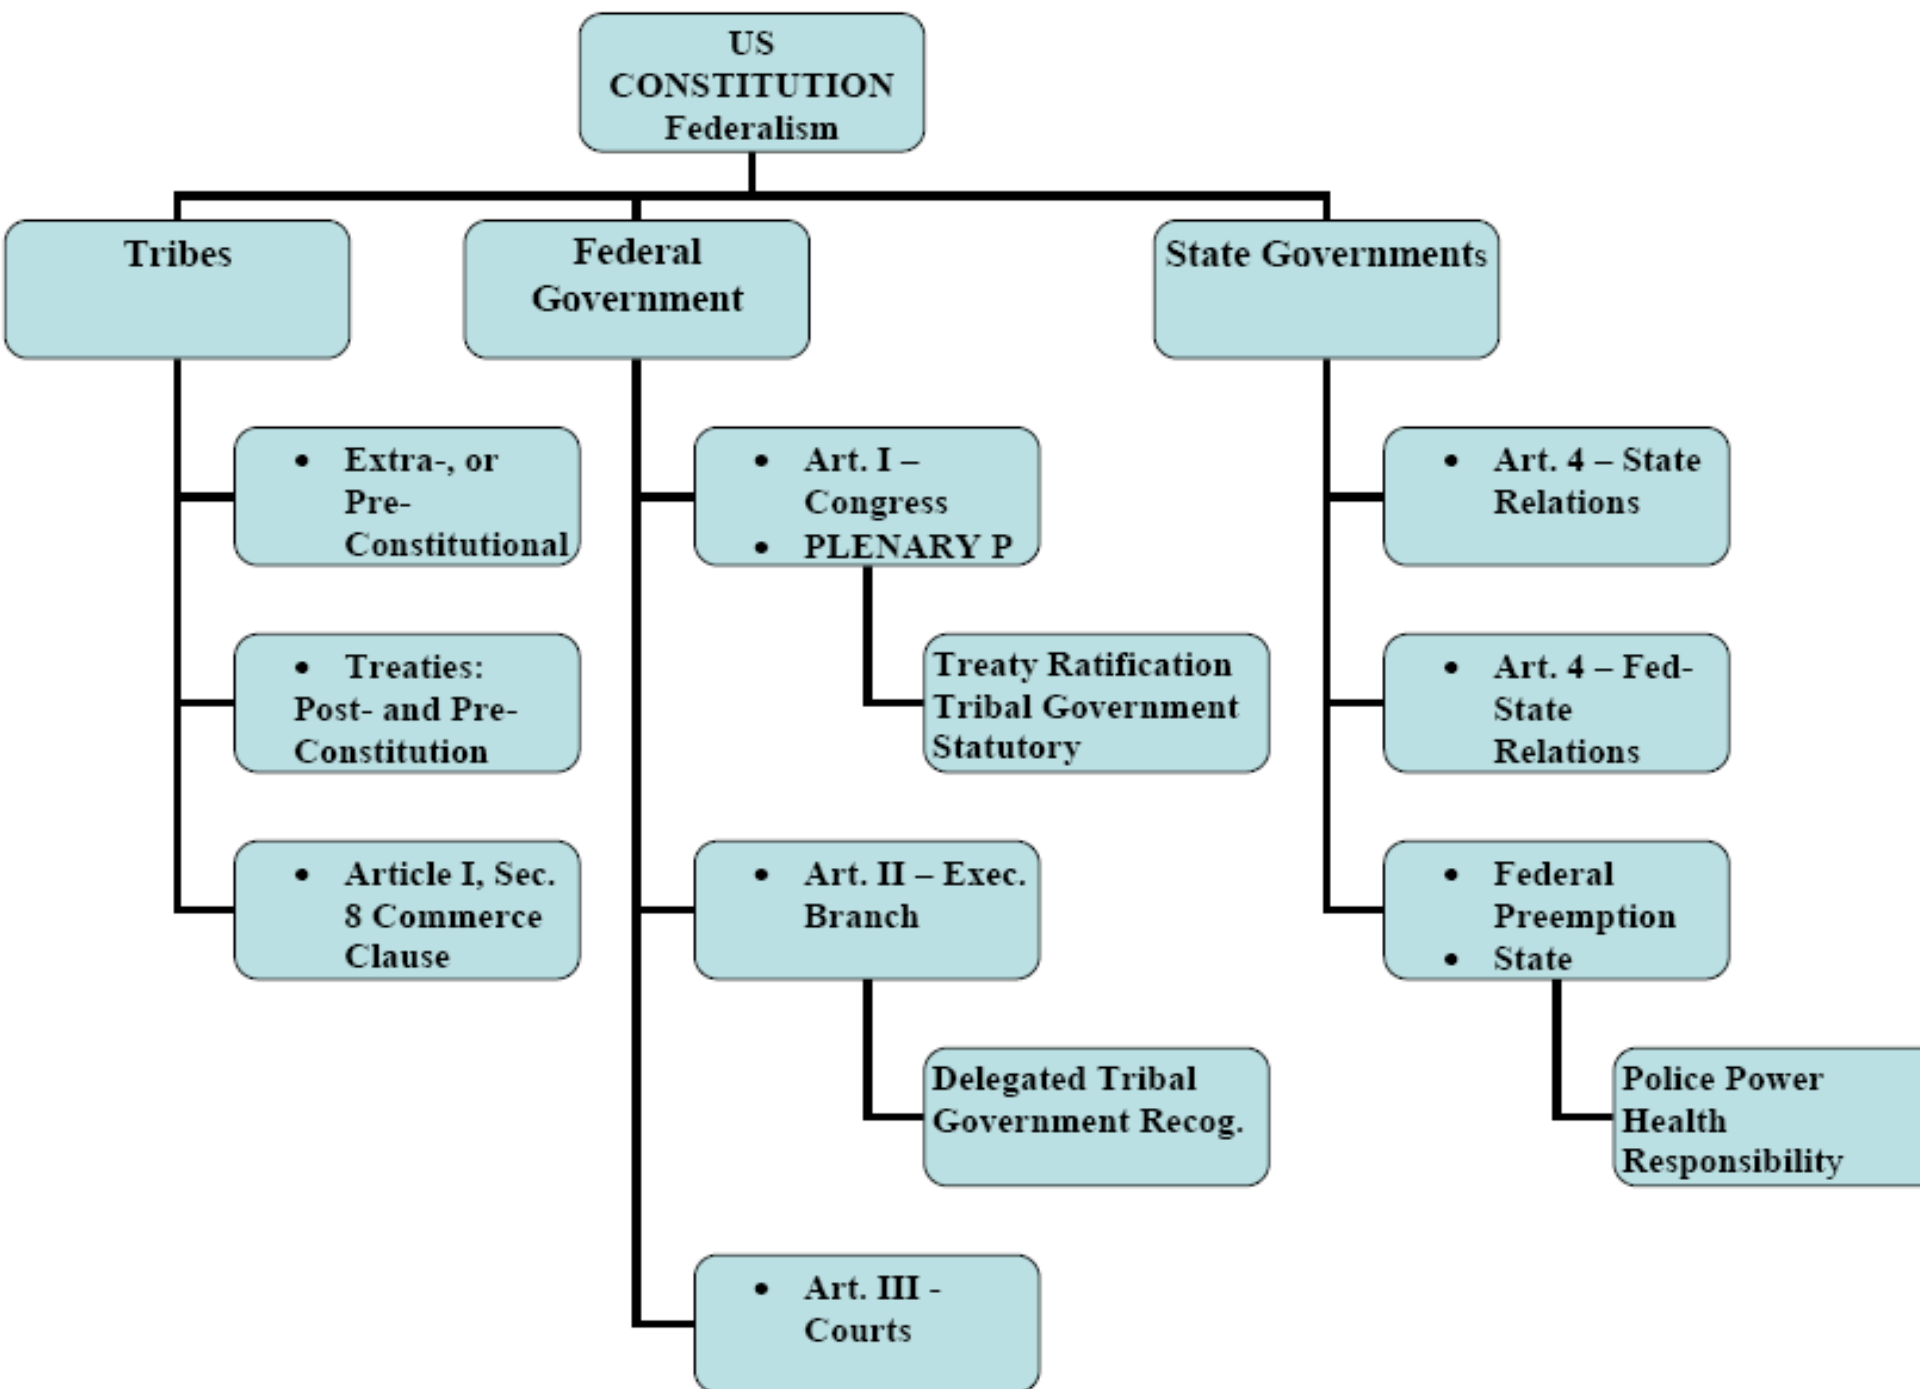 US
CONSTITUTION
Federalism
Tribes
Federal
Government
State Governments
• Extra-, or
Pre-
Constitutional
• Treaties:
Post- and Pre-
Constitution
• Article I, Sec.
8 Commerce
Clause
• Art. I –
Congress
• PLENARY P
Treaty Ratification
Tribal Government
Statutory
• Art. II – Exec.
Branch
Delegated Tribal
Government Recog.
• Art. III -
Courts
• Art. 4 – State
Relations
• Art. 4 – Fed-
State
Relations
• Federal
Preemption
• State
Police Power
Health
Responsibility